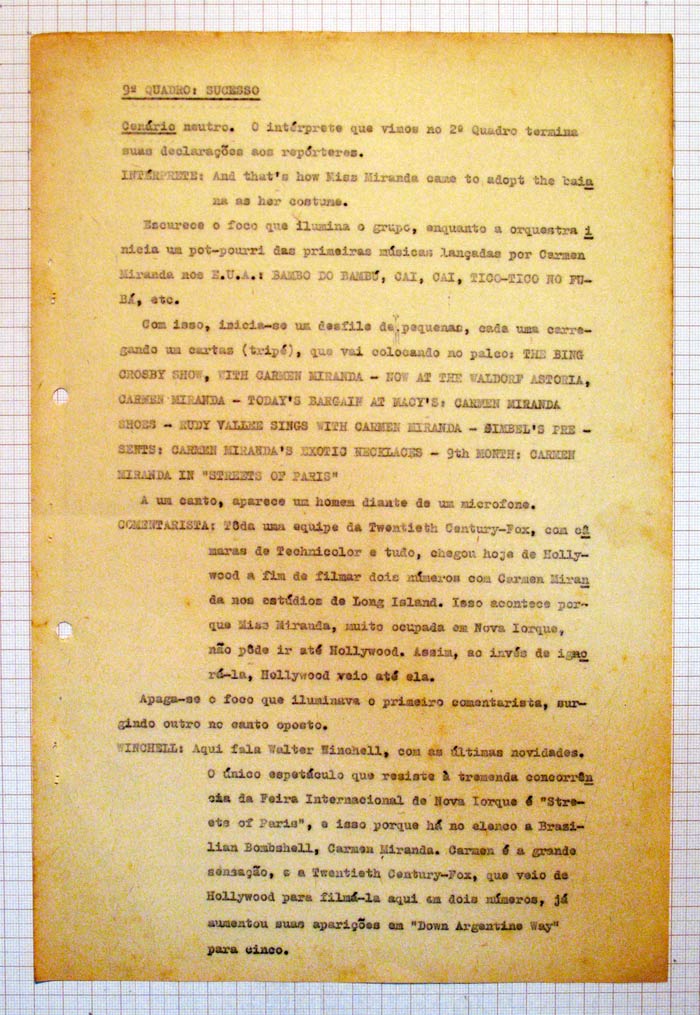 9º QUADRO: SUCESSO
Cenário neutro. O intérprete que vimos no 2º Quadro termina
suas declarações aos repórteres.
INTÉRPRETE: And that's how Miss Miranda came to adopt the baia
na as her costume.
Escurece o foco que ilumina o grupo, enquanto a orquestra i
nicia um pot-pourri das primeiras músicas lançadas por Carmen
Miranda nos E.U.A.: BAMBO DO BAMBÚ, CAI, CAI, TICO-TICO NO FU-
BÁ, etc.
Com isso, inicia-se um desfile de pequenas, cada uma carre-
gando um cartas (tripé), que vai colocando no palco: THE BING
CROSBY SHOW, WITH CARMEN MIRANDA - NOW AT THE WALDORF ASTORIA,
CARMEN MIRANDA - TODAY'S BARGAIN AT MACY'S: CARMEN MIRANDA
SHOES - RUDY VALLEE SINGS WITH CARMEN MIRANDA - GIMBEL'S PRE -
SENTS: CARMEN MIRANDA'S EXOTIC NECKLACES - 9th MONTH: CARMEN
MIRANDA IN "STREETS OF PARIS"
A um canto, aparece um homem diante de um microfone.
COMENTARISTA: Tôda uma equipe da Twentieth Century-Fox, com câ
maras de Technicolor e tudo, chegou hoje de Holly-
wood a fim de filmar dois números com Carmen Miran
da nos estúdios de Long Island. Isso acontece por-
que Miss Miranda, muito ocupada em Nova Iorque,
não pôde ir até Hollywood. Assim, ao invés de igno
rá-la, Hollywood veio até ela.
Apaga-se o foco que iluminava o primeiro comentarista, sur-
gindo outro no canto oposto.
WINCHELL: Aqui fala Walter Winchell, com as últimas novidades.
O único espetáculo que resiste à tremenda concorrên
cia da Feira Internacional de Nova Iorque é "Stre-
ets of Paris", e isso porque há no elenco a Brazi-
lian Bombshell, Carmen Miranda. Carmen é a grande
sensação, e a Twentieth Century-Fox, que veio de
Hollywood para filmá-la aqui em dois números, já
aumentou suas aparições em "Down Argentine Way"
para cinco.